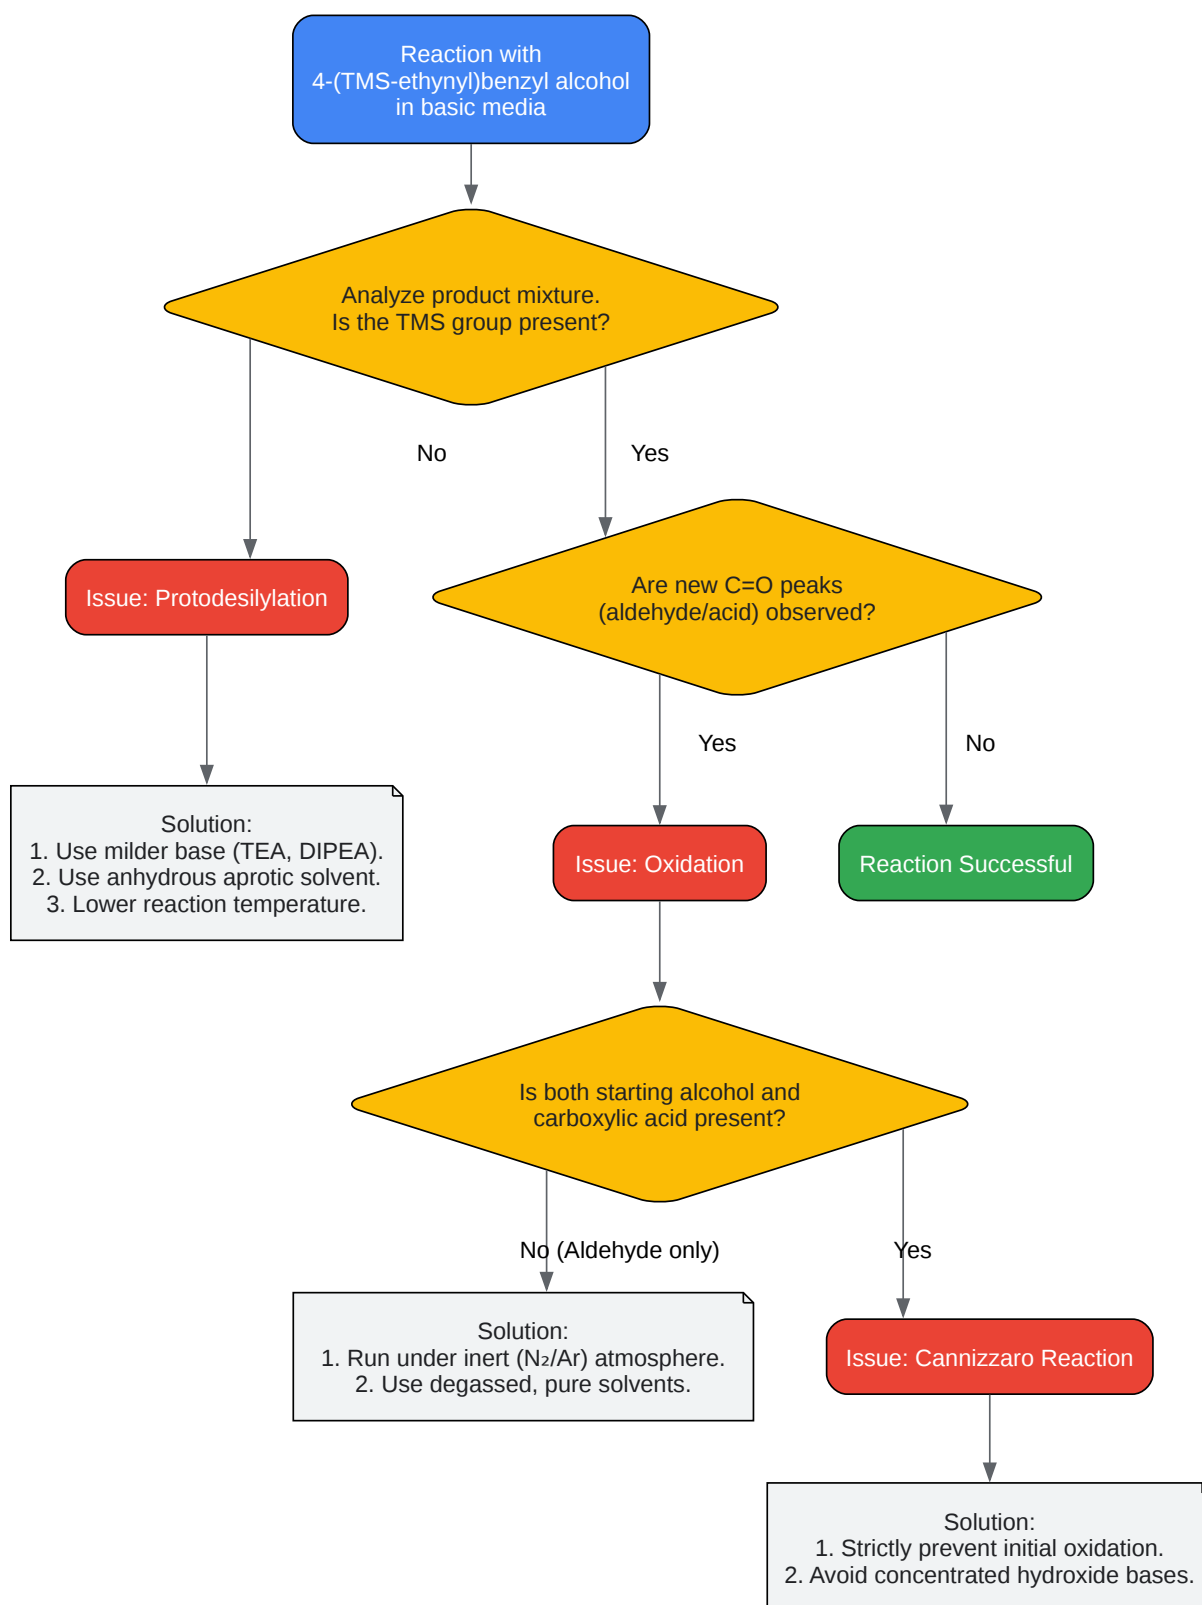 Reaction with
4-(TMS-ethynyl)benzyl alcohol
in basic media
Analyze product mixture.
Is the TMS group present?
No
Yes
Are new C=O peaks
(aldehyde/acid) observed?
Issue: Protodesilylation
Yes
No
Solution:
1. Use milder base (TEA, DIPEA).
2. Use anhydrous aprotic solvent.
3. Lower reaction temperature.
Issue: Oxidation
Reaction Successful
Is both starting alcohol and
carboxylic acid present?
No (Aldehyde only)
Yes
Solution:
1. Run under inert (N₂/Ar) atmosphere.
2. Use degassed, pure solvents.
Issue: Cannizzaro Reaction
Solution:
1. Strictly prevent initial oxidation.
2. Avoid concentrated hydroxide bases.